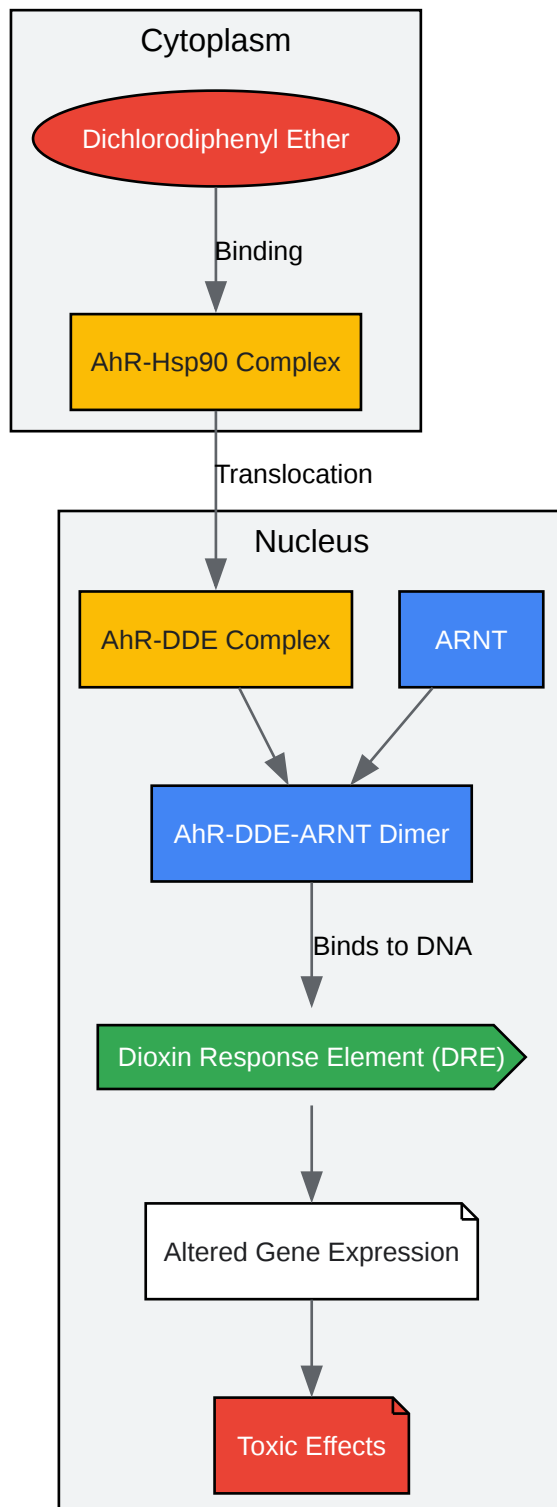 Cytoplasm
Dichlorodiphenyl Ether
Binding
AhR-Hsp90 Complex
Translocation
Nucleus
AhR-DDE Complex
ARNT
AhR-DDE-ARNT Dimer
Binds to DNA
Dioxin Response Element (DRE)
Altered Gene Expression
Toxic Effects